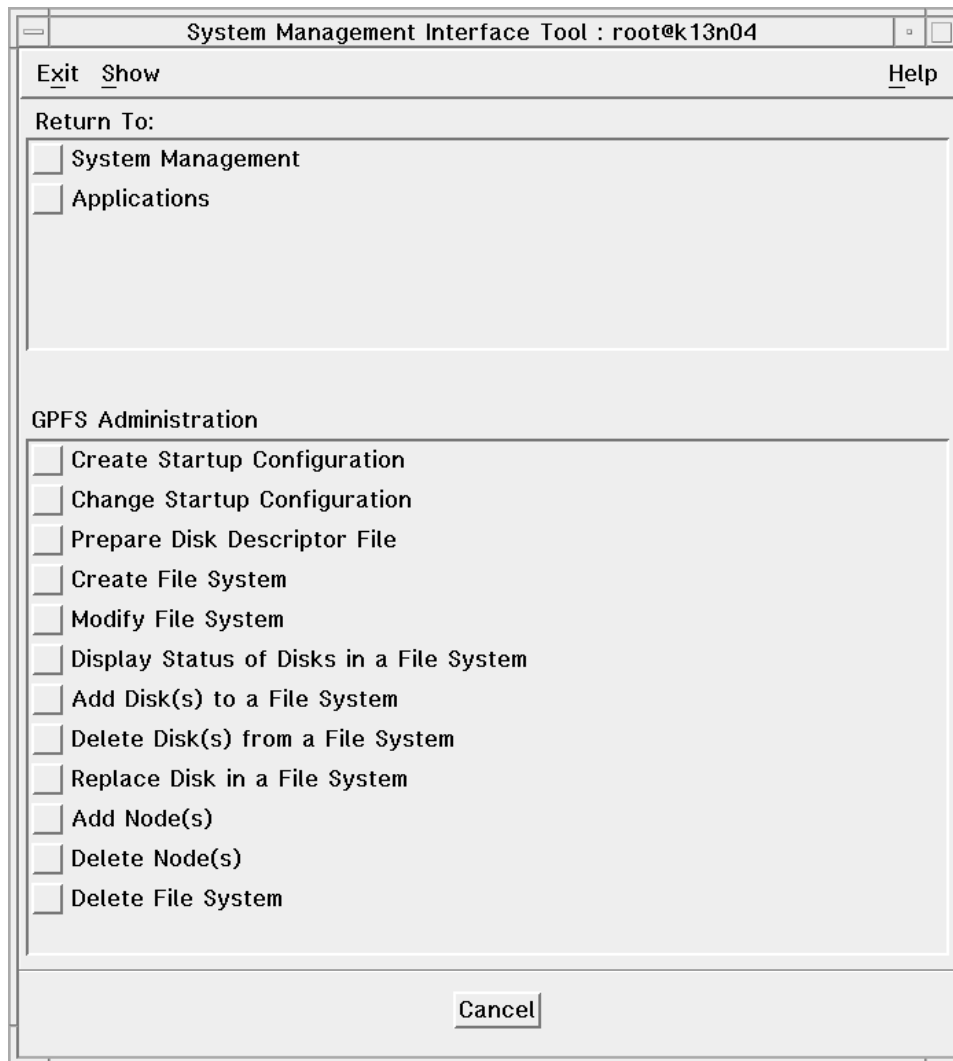 System Management Interface Tool : root@k13n04
Exit Show Help
Return To:
System Management
Applications
GPFS Administration
Create Startup Configuration
Change Startup Configuration
Prepare Disk Descriptor File
Create File System
Modify File System
Display Status of Disks in a File System
Add Disk(s) to a File System
Delete Disk(s) from a File System
Replace Disk in a File System
Add Node(s)
Delete Node(s)
Delete File System
Cancel